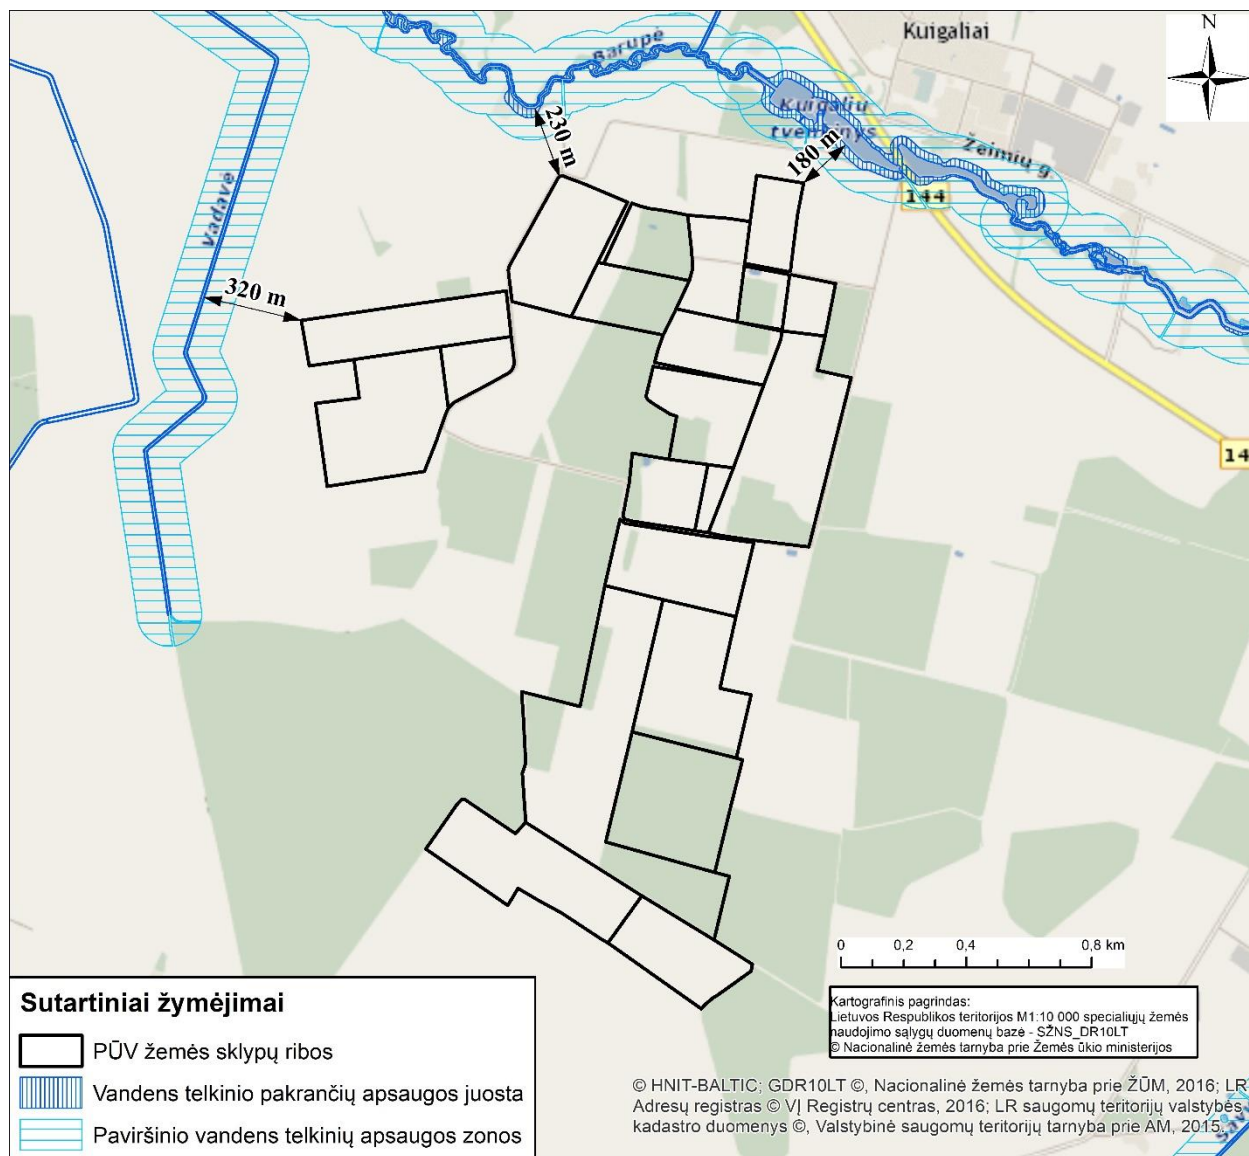 Kuigaliai
N
Barupė
Kuigalių
tvenkinys
230 m
180 m
Žeimių g.
144
Vadavė
320 m
14
0 0,2 0,4 0,8 km
Sutartiniai žymėjimai
PŪV žemės sklypų ribos
Vandens telkinio pakrančių apsaugos juosta
Paviršinio vandens telkinių apsaugos zonos
Kartografinis pagrindas:
Lietuvos Respublikos teritorijos M1:10 000 specialiųjų žemės
naudojimo sąlygų duomenų bazė - SŽNS_DR10LT
© Nacionalinė žemės tarnyba prie Žemės ūkio ministerijos
© HNIT-BALTIC; GDR10LT ©, Nacionalinė žemės tarnyba prie ŽŪM, 2016; LR
Adresų registras © VĮ Registrų centras, 2016; LR saugomų teritorijų valstybės
kadastro duomenys ©, Valstybinė saugomų teritorijų tarnyba prie AM, 2015.